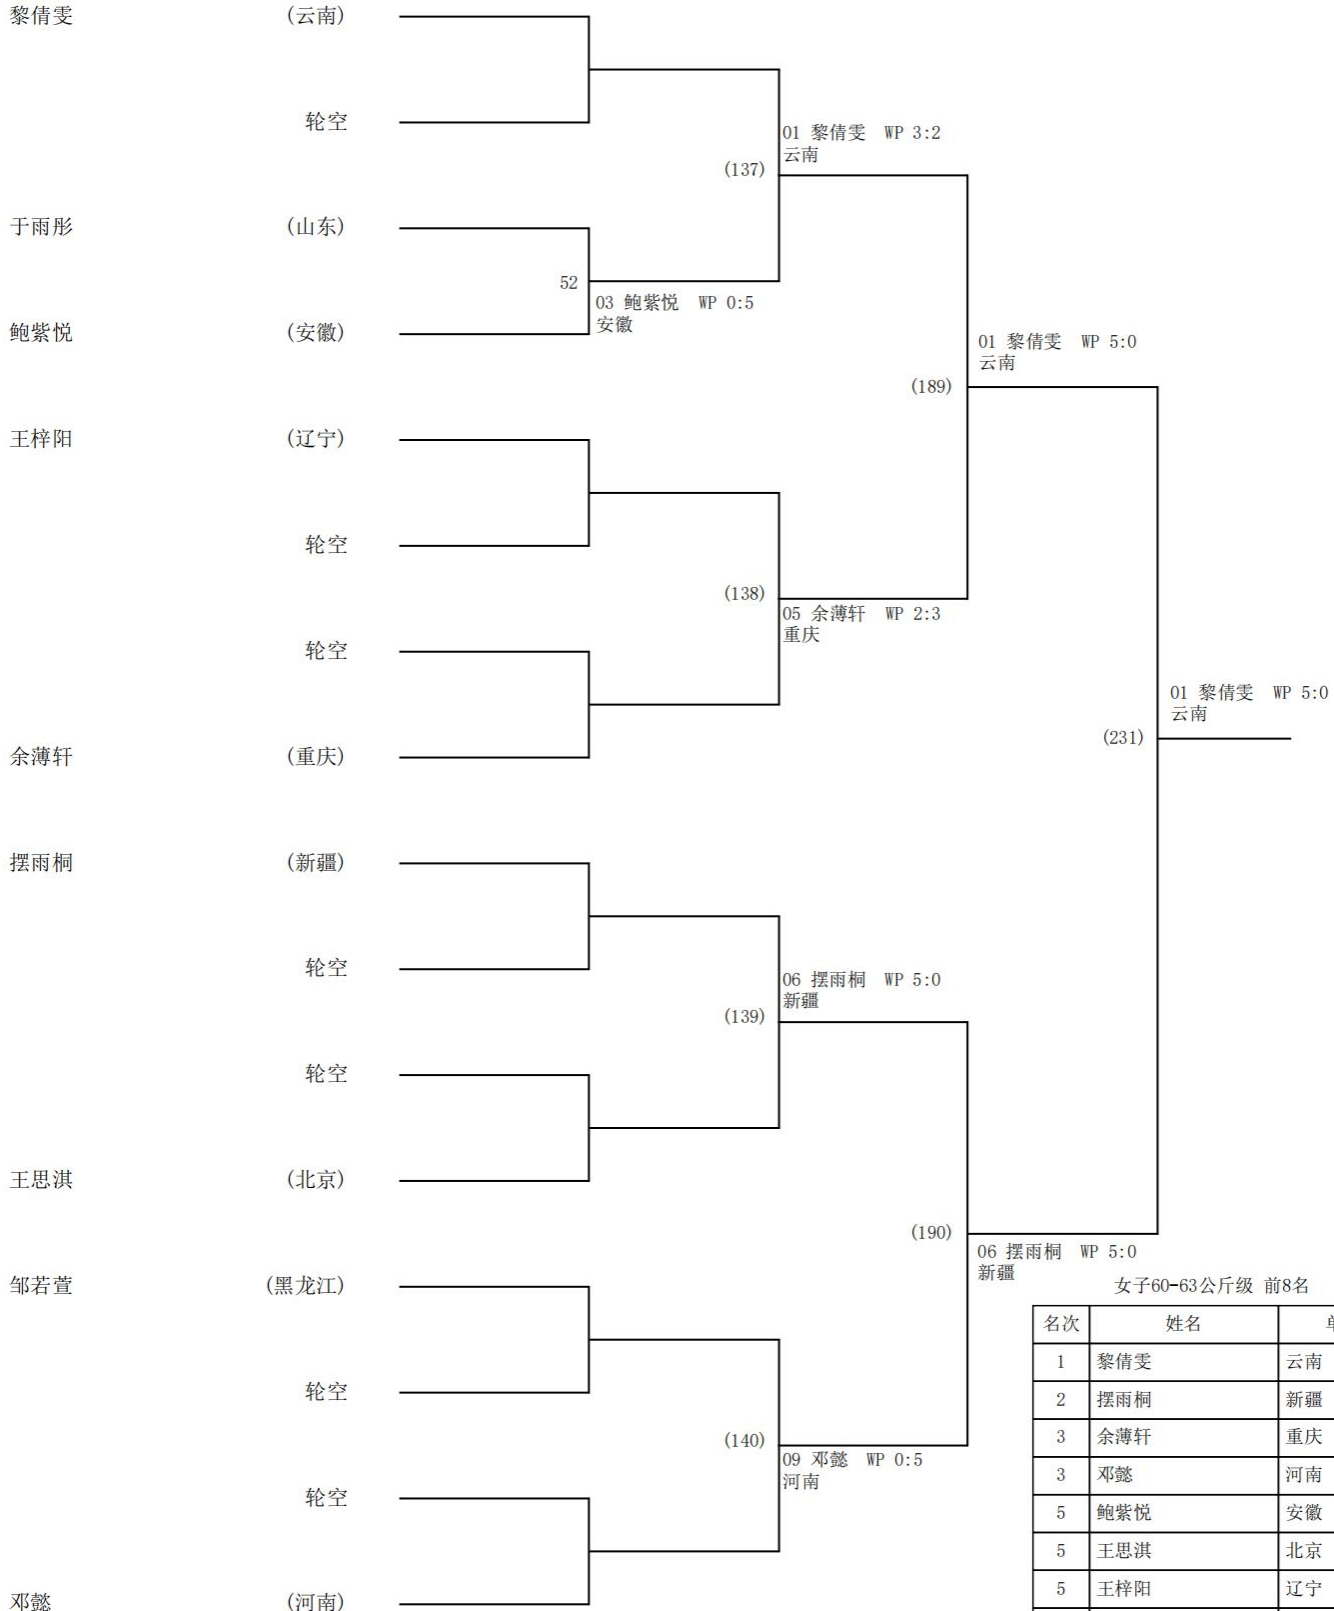 黎倩雯 (云南)
轮空
01 黎倩雯 WP 3:2
云南
(137)
于雨彤 (山东)
52
03 鲍紫悦 WP 0:5
安徽
鲍紫悦 (安徽)
01 黎倩雯 WP 5:0
云南
(189)
王梓阳 (辽宁)
轮空
(138)
05 余薄轩 WP 2:3
重庆
轮空
01 黎倩雯 WP 5:0
云南
(231)
余薄轩 (重庆)
摆雨桐 (新疆)
轮空
06 摆雨桐 WP 5:0
新疆
(139)
轮空
王思淇 (北京)
(190)
06 摆雨桐 WP 5:0
新疆
邹若萱 (黑龙江)
轮空
(140)
09 邓懿 WP 0:5
河南
轮空
邓懿 (河南)
女子60-63公斤级 前8名
名次 姓名
1 黎倩雯 云南
2 摆雨桐 新疆
3 余薄轩 重庆
3 邓懿 河南
5 鲍紫悦 安徽
5 王思淇 北京
5 王梓阳 辽宁